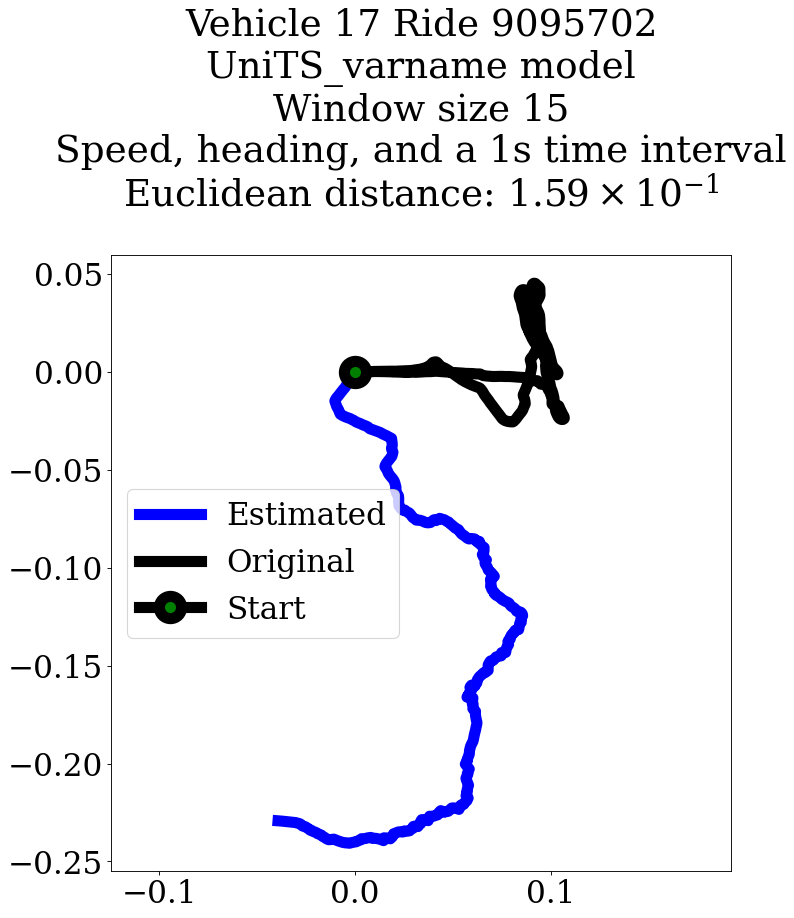 Vehicle 17 Ride 9095702
UniTS_varname model
Window size 15
Speed, heading, and a 1s time interval
Euclidean distance: 1.59 × 10⁻¹
0.05
0.00
−0.05
−0.10
−0.15
−0.20
−0.25
Estimated
Original
Start
−0.1
0.0
0.1